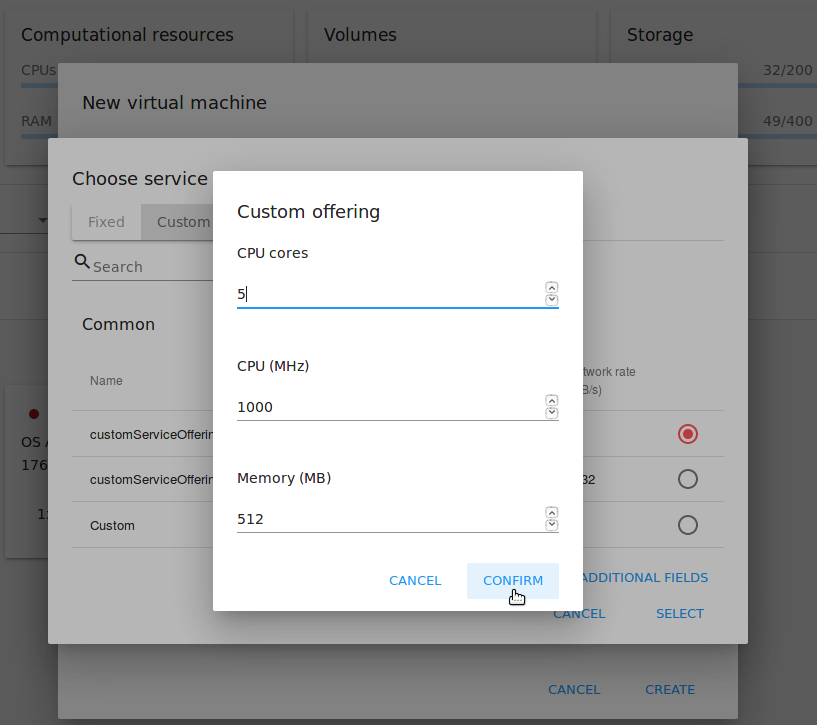 Computational resources
Volumes
Storage
CPUs
32/200
RAM
49/400
New virtual machine
Choose service
Fixed
Custom
Search
Common
Name
customServiceOfferin
customServiceOfferin
Custom
Custom offering
CPU cores
5
CPU (MHz)
1000
Memory (MB)
512
CANCEL
CONFIRM
twork rate
B/s)
32
ADDITIONAL FIELDS
CANCEL
SELECT
OS A
176
1
CANCEL
CREATE